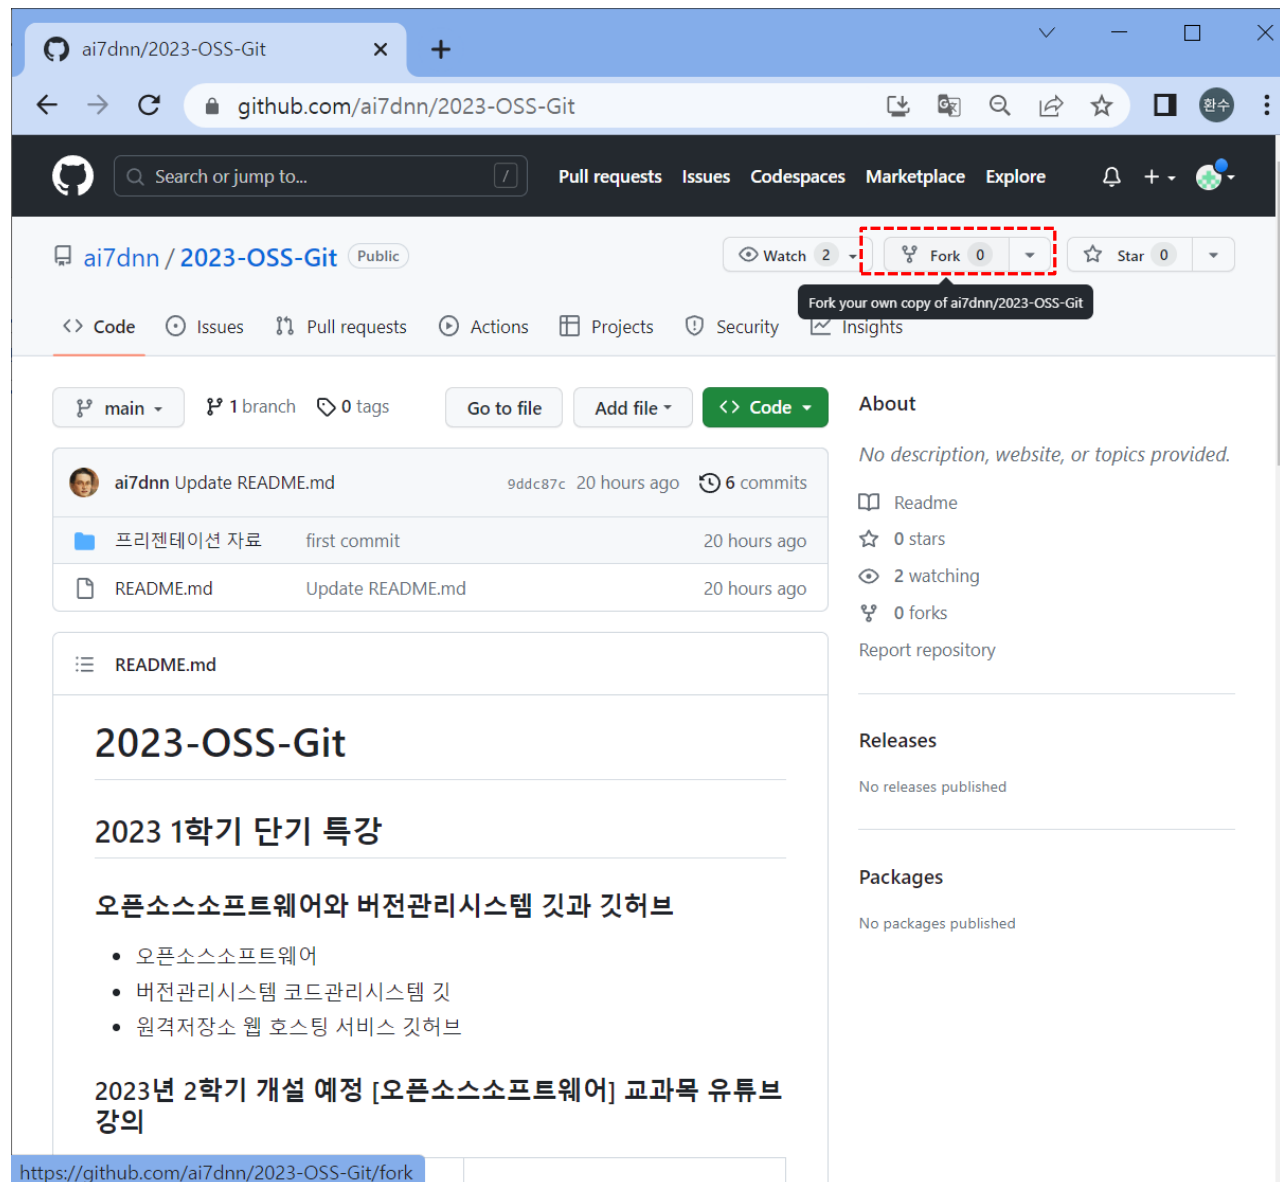 ai7dnn/2023-OSS-Git
github.com/ai7dnn/2023-OSS-Git
환수
Search or jump to...
/
Pull requests Issues Codespaces Marketplace Explore
ai7dnn / 2023-OSS-Git Public
Watch 2
Fork 0
Star 0
Fork your own copy of ai7dnn/2023-OSS-Git
Code Issues Pull requests Actions Projects Security Insights
main 1 branch 0 tags Go to file Add file Code
ai7dnn Update README.md 9ddc87c 20 hours ago 6 commits
프리젠테이션 자료 first commit 20 hours ago
README.md Update README.md 20 hours ago
README.md
2023-OSS-Git
2023 1학기 단기 특강
오픈소스소프트웨어와 버전관리시스템 깃과 깃허브
• 오픈소스소프트웨어
• 버전관리시스템 코드관리시스템 깃
• 원격저장소 웹 호스팅 서비스 깃허브
2023년 2학기 개설 예정 [오픈소스소프트웨어] 교과목 유튜브
강의
About
No description, website, or topics provided.
Readme
0 stars
2 watching
0 forks
Report repository
Releases
No releases published
Packages
No packages published
https://github.com/ai7dnn/2023-OSS-Git/fork